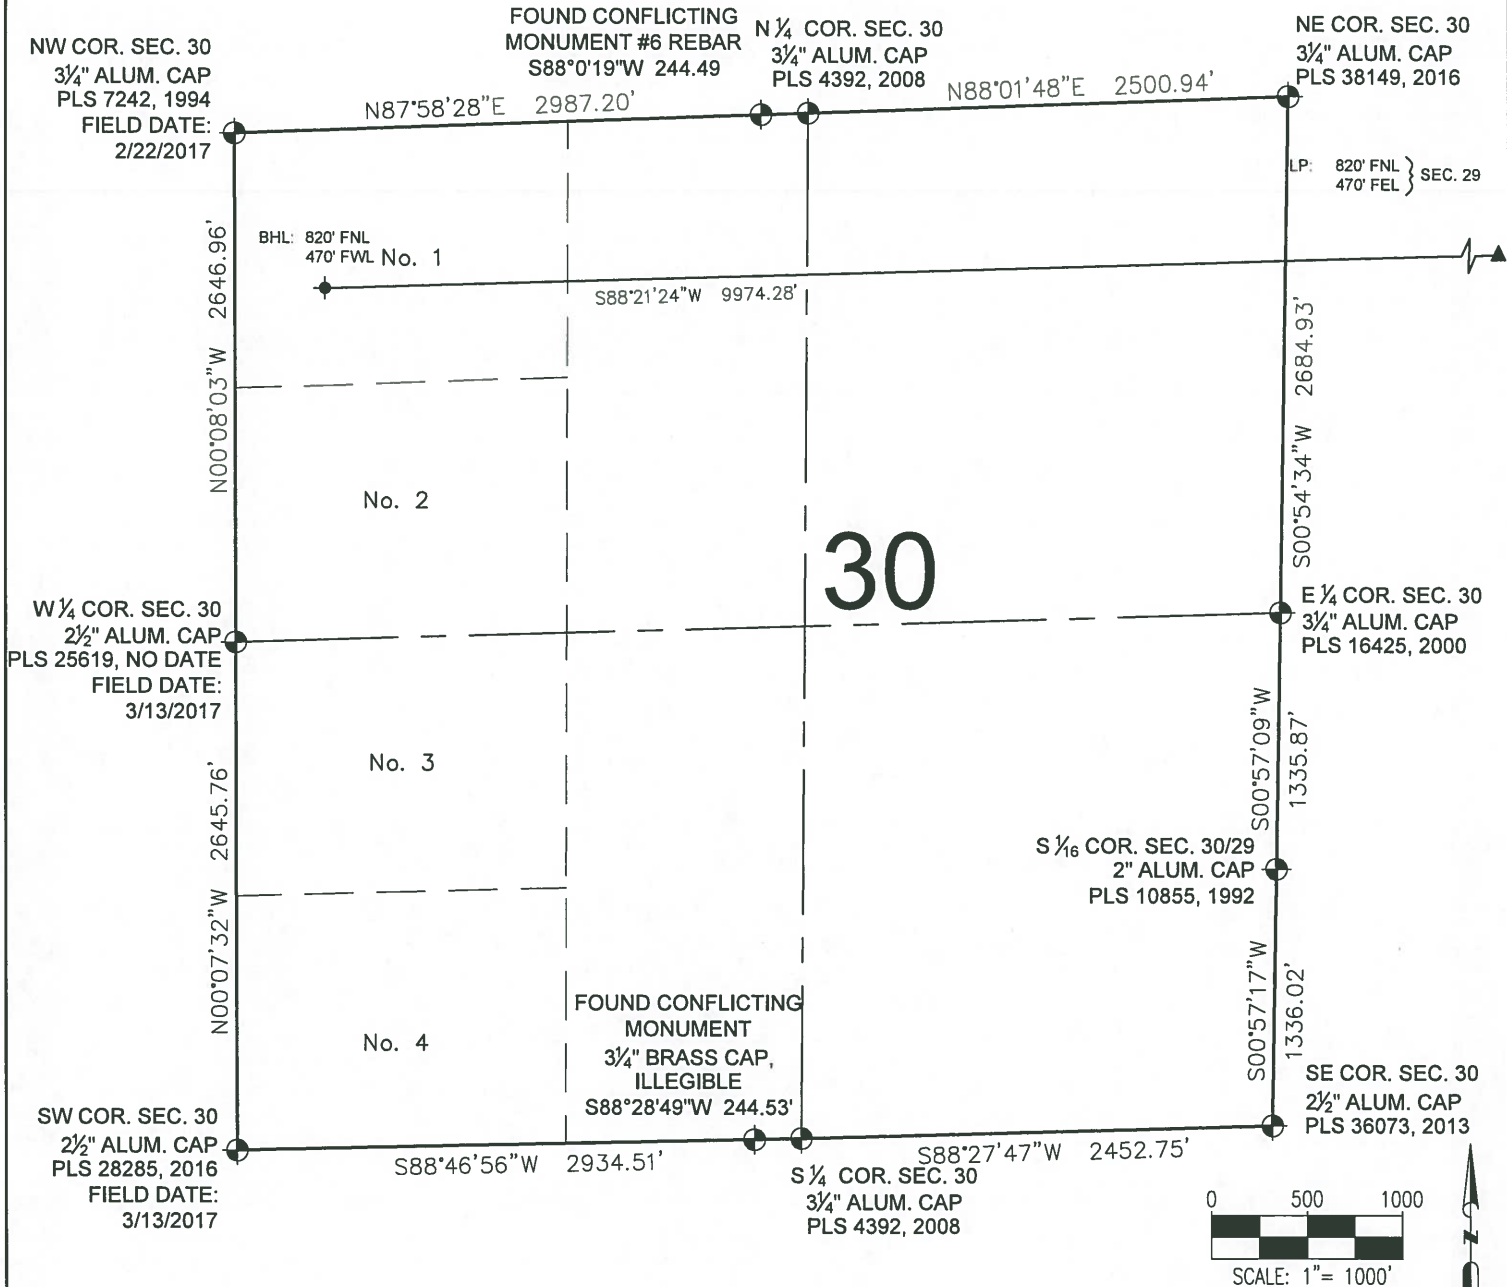 NW COR. SEC. 30
3¼" ALUM. CAP
PLS 7242, 1994
FIELD DATE:
2/22/2017
FOUND CONFLICTING
MONUMENT #6 REBAR
S88°0'19"W 244.49
N ¼ COR. SEC. 30
3¼" ALUM. CAP
PLS 4392, 2008
NE COR. SEC. 30
3¼" ALUM. CAP
PLS 38149, 2016
N87°58'28"E 2987.20'
N88°01'48"E 2500.94'
LP: 820' FNL
470' FEL } SEC. 29
BHL: 820' FNL
470' FWL
No. 1
S88°21'24"W 9974.28'
N00°08'03"W 2646.96'
S00°54'34"W 2684.93'
No. 2
30
W ¼ COR. SEC. 30
2½" ALUM. CAP
PLS 25619, NO DATE
FIELD DATE:
3/13/2017
E ¼ COR. SEC. 30
3¼" ALUM. CAP
PLS 16425, 2000
No. 3
N00°07'32"W 2645.76'
S00°57'09"W
1335.87'
S 1⁄16 COR. SEC. 30/29
2" ALUM. CAP
PLS 10855, 1992
S00°57'17"W
1336.02'
No. 4
FOUND CONFLICTING
MONUMENT
3¼" BRASS CAP,
ILLEGIBLE
S88°28'49"W 244.53'
SW COR. SEC. 30
2½" ALUM. CAP
PLS 28285, 2016
FIELD DATE:
3/13/2017
S88°46'56"W 2934.51'
S88°27'47"W 2452.75'
S ¼ COR. SEC. 30
3¼" ALUM. CAP
PLS 4392, 2008
SE COR. SEC. 30
2½" ALUM. CAP
PLS 36073, 2013
0 500 1000
SCALE: 1"= 1000'
N